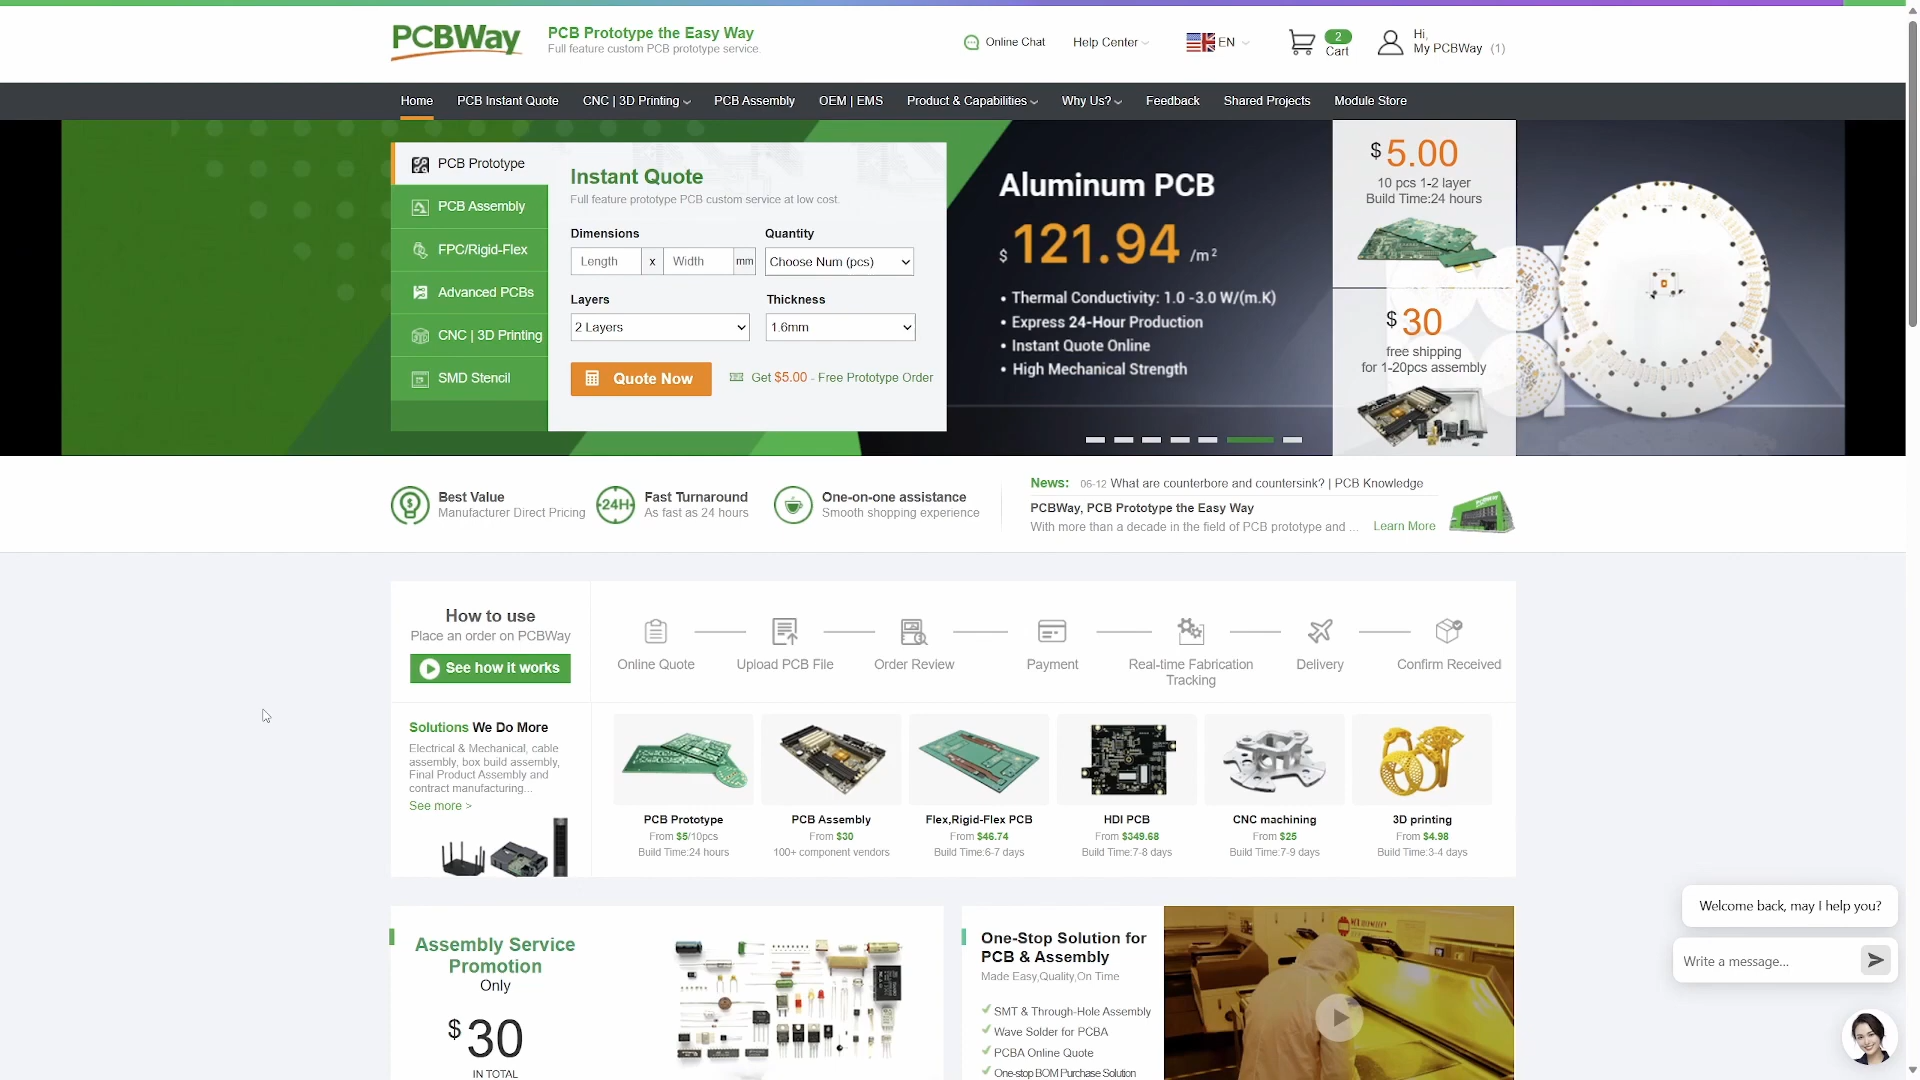 PCBWay
PCB Prototype the Easy Way
Full feature custom PCB prototype service.
Online Chat
Help Center
EN
2
Cart
Hi,
My PCBWay (1)
Home
PCB Instant Quote
CNC | 3D Printing
PCB Assembly
OEM | EMS
Product & Capabilities
Why Us?
Feedback
Shared Projects
Module Store
PCB Prototype
PCB Assembly
FPC/Rigid-Flex
Advanced PCBs
CNC | 3D Printing
SMD Stencil
Instant Quote
Full feature prototype PCB custom service at low cost.
Dimensions
Quantity
Length x Width mm
Choose Num (pcs)
Layers
Thickness
2 Layers
1.6mm
Quote Now
Get $5.00 - Free Prototype Order
Aluminum PCB
$ 121.94 /m²
• Thermal Conductivity: 1.0 -3.0 W/(m.K)
• Express 24-Hour Production
• Instant Quote Online
• High Mechanical Strength
$ 5.00
10 pcs 1-2 layer
Build Time:24 hours
$ 30
free shipping
for 1-20pcs assembly
Best Value
Manufacturer Direct Pricing
24H
Fast Turnaround
As fast as 24 hours
One-on-one assistance
Smooth shopping experience
News: 06-12 What are counterbore and countersink? | PCB Knowledge
PCBWay, PCB Prototype the Easy Way
With more than a decade in the field of PCB prototype and ... Learn More
How to use
Place an order on PCBWay
See how it works
Online Quote
Upload PCB File
Order Review
Payment
Real-time Fabrication
Tracking
Delivery
Confirm Received
Solutions We Do More
Electrical & Mechanical, cable
assembly, box build assembly,
Final Product Assembly and
contract manufacturing...
See more >
PCB Prototype
From $5/10pcs
Build Time:24 hours
PCB Assembly
From $30
100+ component vendors
Flex,Rigid-Flex PCB
From $46.74
Build Time:6-7 days
HDI PCB
From $349.68
Build Time:7-8 days
CNC machining
From $25
Build Time:7-9 days
3D printing
From $4.98
Build Time:3-4 days
Assembly Service
Promotion
Only
$ 30
IN TOTAL
One-Stop Solution for
PCB & Assembly
Made Easy,Quality,On Time
SMT & Through-Hole Assembly
Wave Solder for PCBA
PCBA Online Quote
One-stop BOM Purchase Solution
Welcome back, may I help you?
Write a message...